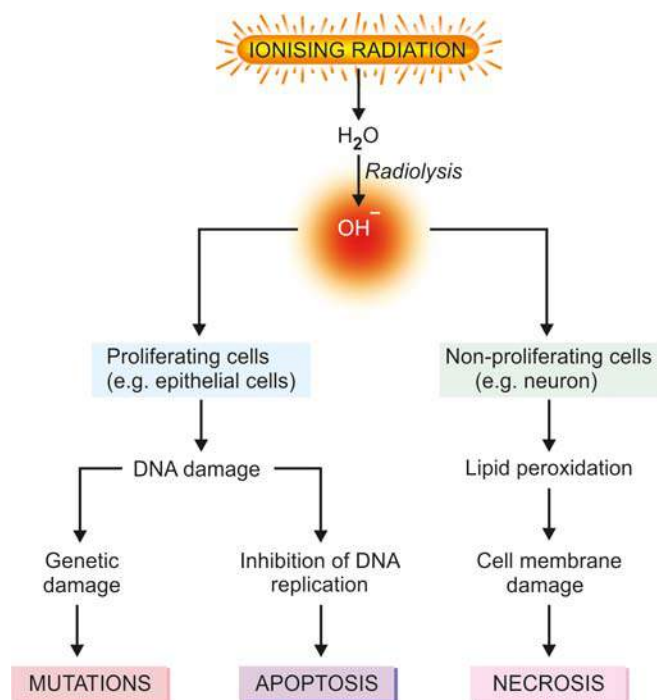 IONISING RADIATION
H₂O
Radiolysis
OH⁻
Proliferating cells
(e.g. epithelial cells)
Non-proliferating cells
(e.g. neuron)
DNA damage
Lipid peroxidation
Genetic
damage
Inhibition of DNA
replication
Cell membrane
damage
MUTATIONS
APOPTOSIS
NECROSIS